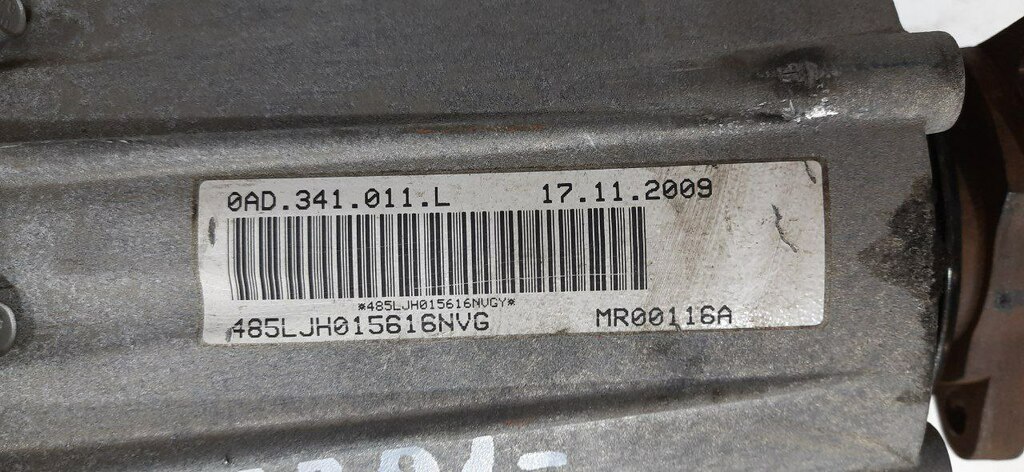 0AD.341.011.L 17.11.2009
*485LJH015616NVGY*
485LJH015616NVG MR00116A